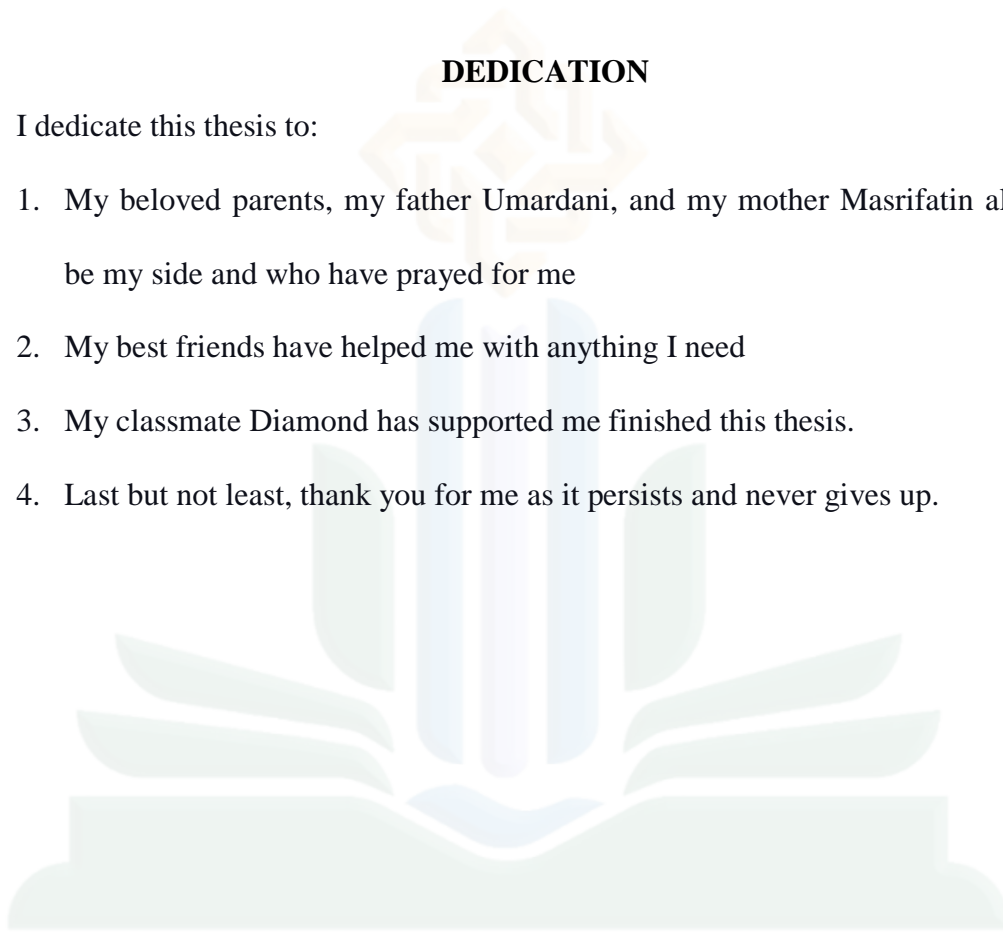 DEDICATION
I dedicate this thesis to:
1. My beloved parents, my father Umardani, and my mother Masrifatin
be my side and who have prayed for me
2. My best friends have helped me with anything I need
3. My classmate Diamond has supported me finished this thesis.
4. Last but not least, thank you for me as it persists and never gives up.